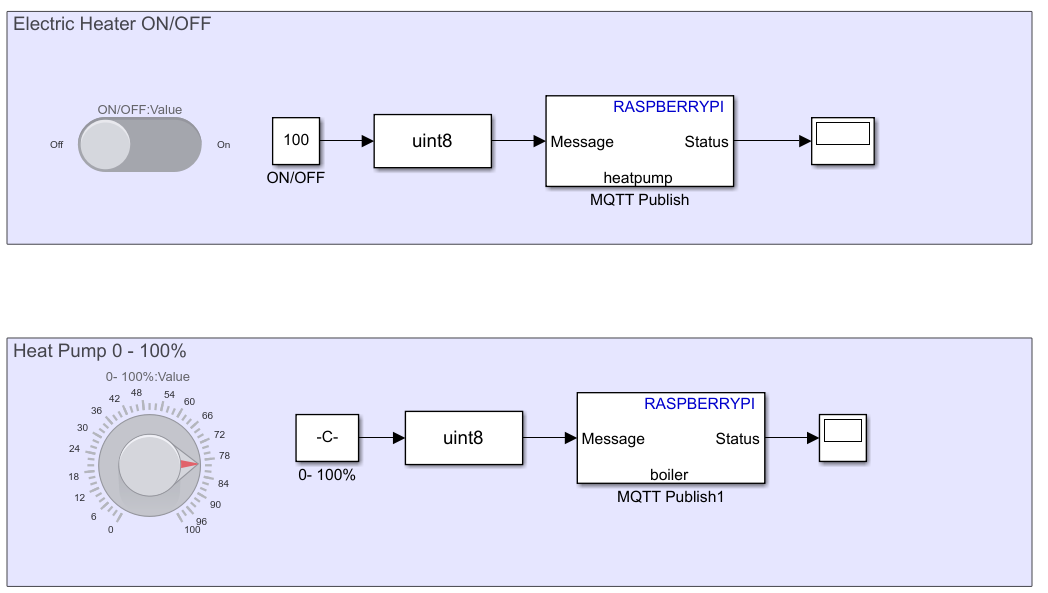 Electric Heater ON/OFF
ON/OFF:Value
Off
On
100
ON/OFF
uint8
RASPBERRYPI
Message
Status
heatpump
MQTT Publish
Heat Pump 0 - 100%
0- 100%:Value
0
6
12
18
24
30
36
42
48
54
60
66
72
78
84
90
96
100
-C-
0- 100%
uint8
RASPBERRYPI
Message
Status
boiler
MQTT Publish1